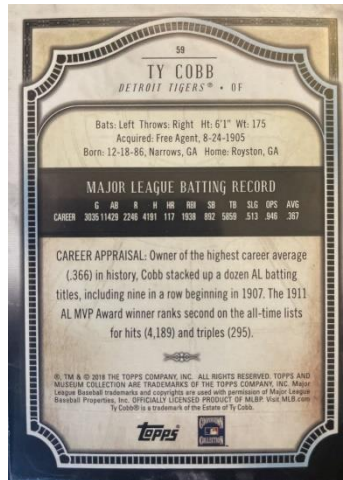 59
TY COBB
DETROIT TIGERS® • OF
Bats: Left Throws: Right Ht: 6'1" Wt: 175
Acquired: Free Agent, 8-24-1905
Born: 12-18-86, Narrows, GA Home: Royston, GA
MAJOR LEAGUE BATTING RECORD
G AB R H HR RBI SB TB SLG OPS AVG
CAREER 3035 11429 2246 4191 117 1938 892 5859 .513 .946 .367
CAREER APPRAISAL: Owner of the highest career average
(.366) in history, Cobb stacked up a dozen AL batting
titles, including nine in a row beginning in 1907. The 1911
AL MVP Award winner ranks second on the all-time lists
for hits (4,189) and triples (295).
®, TM & © 2018 THE TOPPS COMPANY, INC. ALL RIGHTS RESERVED. TOPPS AND
MUSEUM COLLECTION ARE TRADEMARKS OF THE TOPPS COMPANY, INC. Major
League Baseball trademarks and copyrights are used with permission of Major League
Baseball Properties, Inc. OFFICIALLY LICENSED PRODUCT OF MLBP. Visit MLB.com
Ty Cobb® is a trademark of the Estate of Ty Cobb.
topps
COOPERSTOWN
COLLECTION